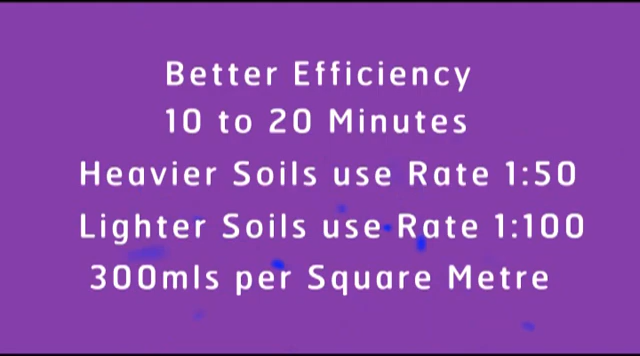 Better Efficiency
10 to 20 Minutes
Heavier Soils use Rate 1:50
Lighter Soils use Rate 1:100
300mls per Square Metre